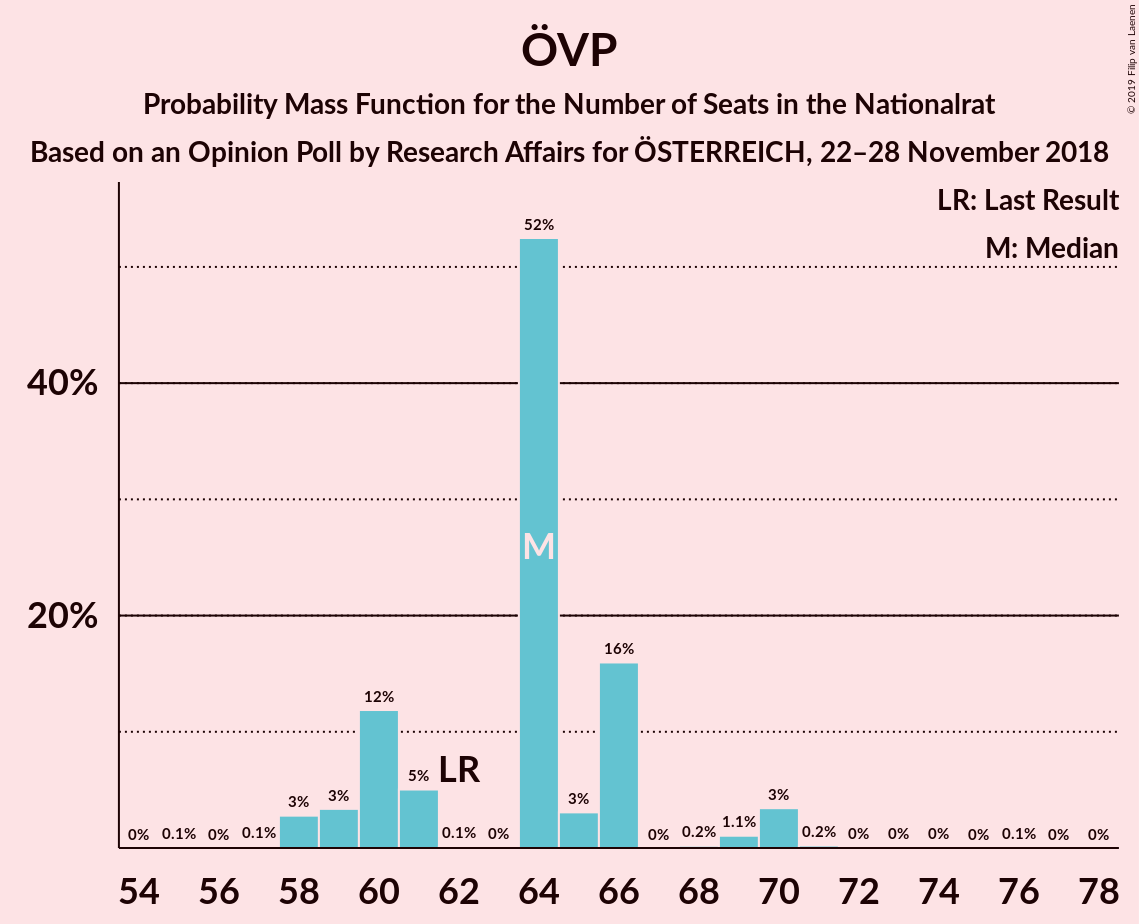 ÖVP
Probability Mass Function for the Number of Seats in the Nationalrat
Based on an Opinion Poll by Research Affairs for ÖSTERREICH, 22–28 November 2018
© 2019 Filip van Laenen
LR: Last Result
M: Median
52%
40%
M
20%
16%
12%
LR
0% 0.1% 0% 0.1% 3% 3% 5% 0.1% 0% 3% 0% 0.2% 1.1% 3% 0.2% 0% 0% 0% 0% 0.1% 0% 0%
54 56 58 60 62 64 66 68 70 72 74 76 78